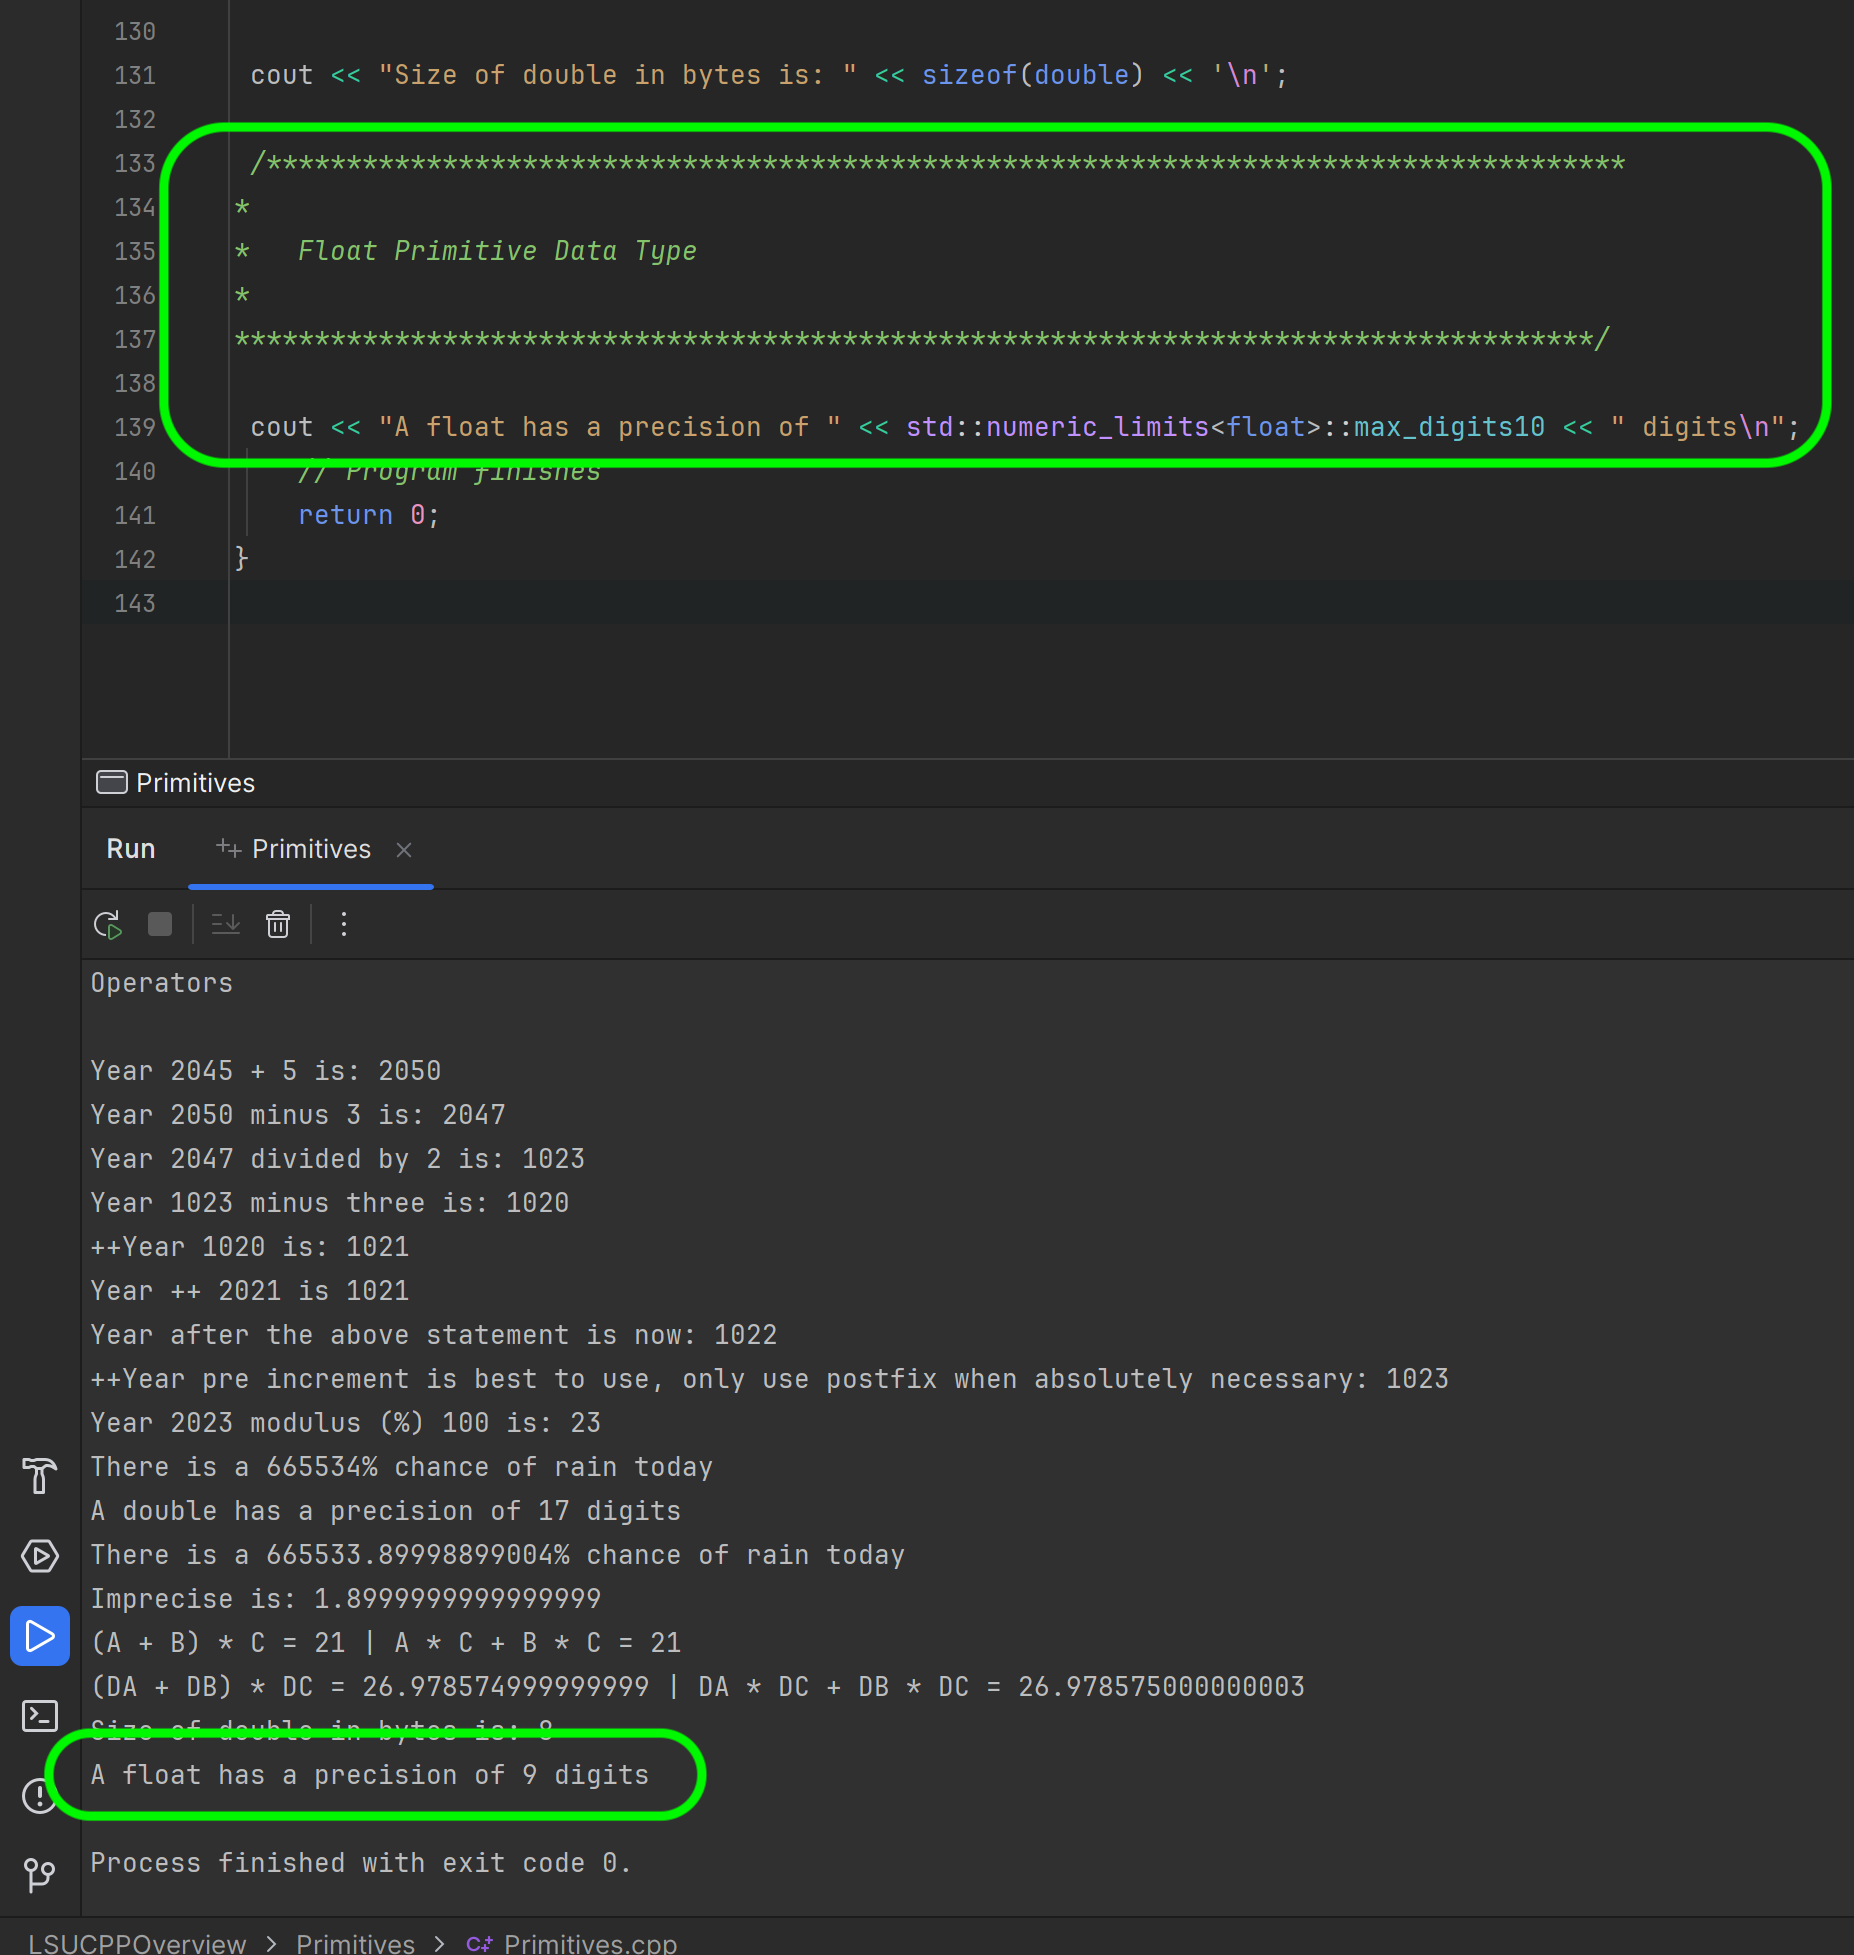 130
131 cout << "Size of double in bytes is: " << sizeof(double) << '\n';
132
133 /*************************************************************************************
134 *
135 * Float Primitive Data Type
136 *
137 *************************************************************************************/
138
139 cout << "A float has a precision of " << std::numeric_limits<float>::max_digits10 << " digits\n";
140 // Program finishes
141 return 0;
142 }
143
Primitives
Run Primitives
Operators
Year 2045 + 5 is: 2050
Year 2050 minus 3 is: 2047
Year 2047 divided by 2 is: 1023
Year 1023 minus three is: 1020
++Year 1020 is: 1021
Year ++ 2021 is 1021
Year after the above statement is now: 1022
++Year pre increment is best to use, only use postfix when absolutely necessary: 1023
Year 2023 modulus (%) 100 is: 23
There is a 665534% chance of rain today
A double has a precision of 17 digits
There is a 665533.89998899004% chance of rain today
Imprecise is: 1.8999999999999999
(A + B) * C = 21 | A * C + B * C = 21
(DA + DB) * DC = 26.978574999999999 | DA * DC + DB * DC = 26.978575000000003
Size of double in bytes is: 8
A float has a precision of 9 digits
Process finished with exit code 0.
LSUCPPOverview > Primitives > C++ Primitives.cpp